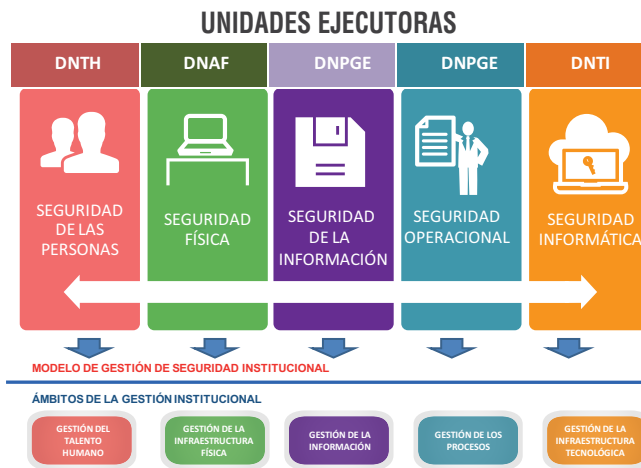 UNIDADES EJECUTORAS
DNTH
DNAF
DNPGE
DNPGE
DNTI
SEGURIDAD
DE LAS
PERSONAS
SEGURIDAD
FÍSICA
SEGURIDAD
DE LA
INFORMACIÓN
SEGURIDAD
OPERACIONAL
SEGURIDAD
INFORMÁTICA
MODELO DE GESTIÓN DE SEGURIDAD INSTITUCIONAL
ÁMBITOS DE LA GESTIÓN INSTITUCIONAL
GESTIÓN DEL
TALENTO
HUMANO
GESTIÓN DE LA
INFRAESTRUCTURA
FÍSICA
GESTIÓN DE LA
INFORMACIÓN
GESTIÓN DE LOS
PROCESOS
GESTIÓN DE LA
INFRAESTRUCTURA
TECNOLÓGICA